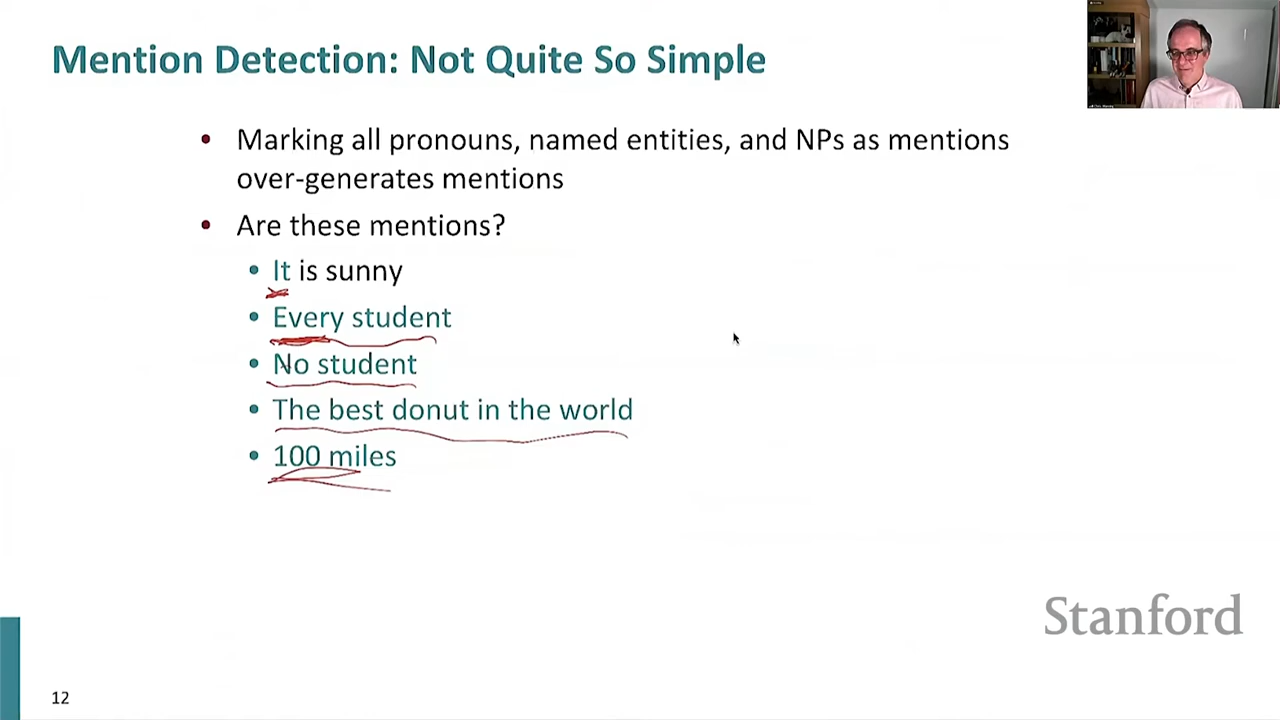 Mention Detection: Not Quite So Simple
• Marking all pronouns, named entities, and NPs as mentions
over-generates mentions
• Are these mentions?
• It is sunny
• Every student
• No student
• The best donut in the world
• 100 miles
Stanford
12